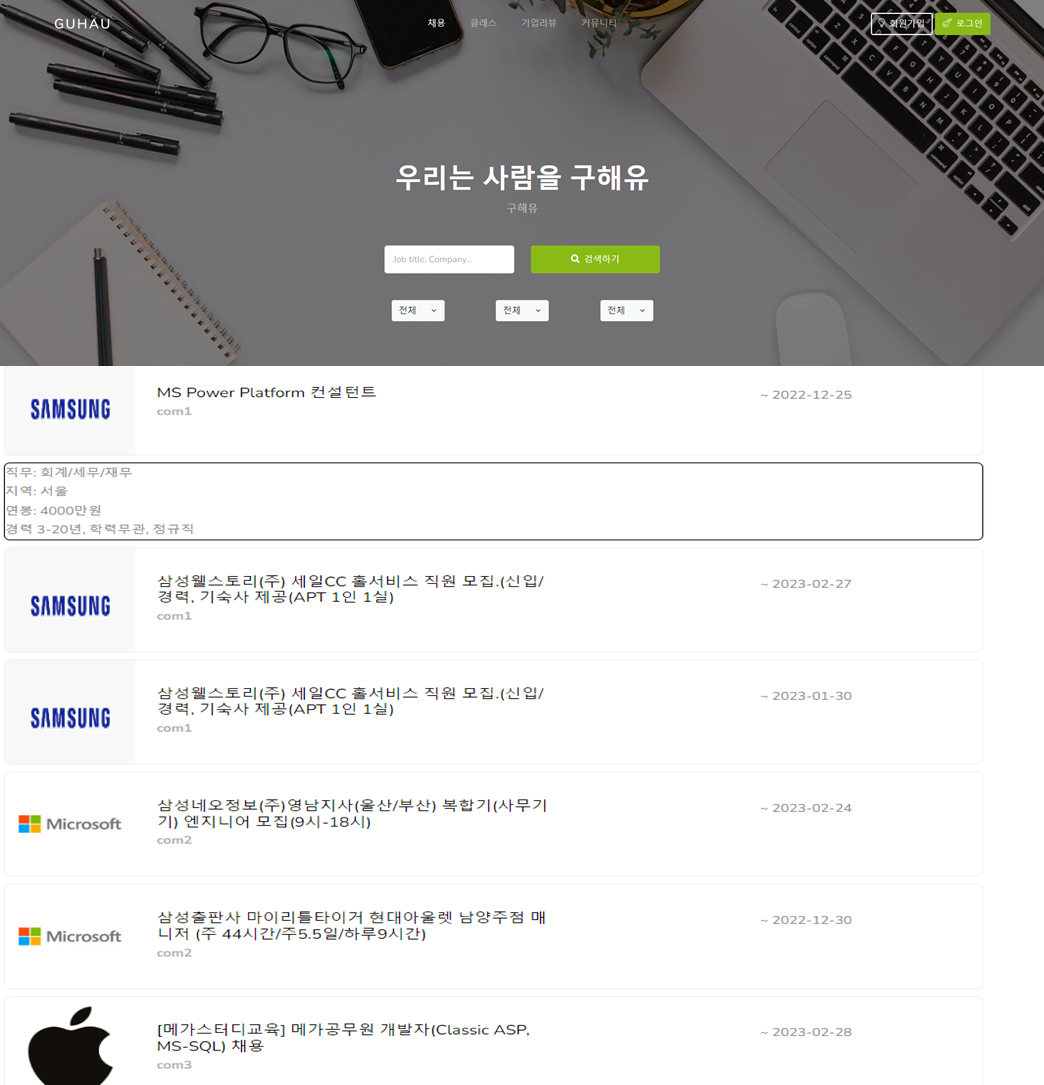 GUHAU
채용 클래스 기업리뷰 커뮤니티
회원가입 로그인
우리는 사람을 구해유
구해유
Job title, Company... 검색하기
전체 전체 전체
SAMSUNG
MS Power Platform 컨설턴트
com1
~ 2022-12-25
직무: 회계/세무/재무
지역: 서울
연봉: 4000만원
경력 3-20년, 학력무관, 정규직
SAMSUNG
삼성웰스토리(주) 세일CC 홀서비스 직원 모집.(신입/
경력, 기숙사 제공(APT 1인 1실)
com1
~ 2023-02-27
SAMSUNG
삼성웰스토리(주) 세일CC 홀서비스 직원 모집.(신입/
경력, 기숙사 제공(APT 1인 1실)
com1
~ 2023-01-30
Microsoft
삼성네오정보(주)영남지사(울산/부산) 복합기(사무기
기) 엔지니어 모집(9시-18시)
com2
~ 2023-02-24
Microsoft
삼성출판사 마이리틀타이거 현대아울렛 남양주점 매
니저 (주 44시간/주5.5일/하루9시간)
com2
~ 2022-12-30
[메가스터디교육] 메가공무원 개발자(Classic ASP,
MS-SQL) 채용
com3
~ 2023-02-28